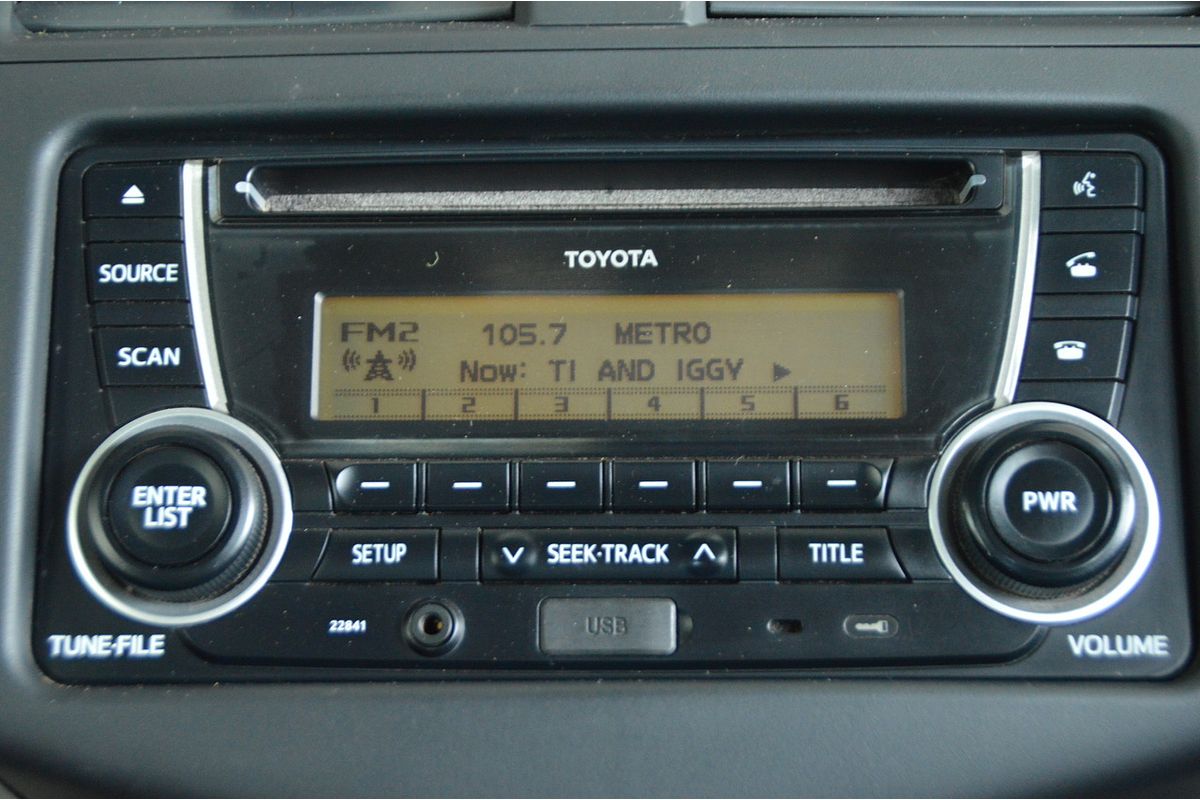 TOYOTA
SOURCE
SCAN
FM2 105.7 METRO
Now: TI AND IGGY
1 2 3 4 5 6
ENTER
LIST
PWR
SETUP
SEEK•TRACK
TITLE
22841
USB
TUNE•FILE
VOLUME